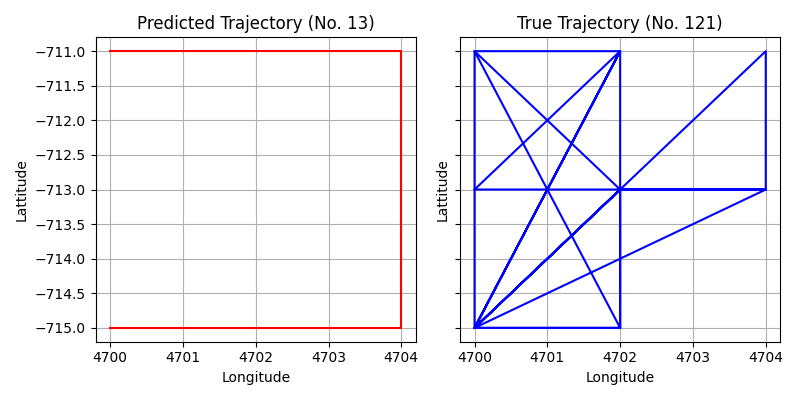 Predicted Trajectory (No. 13)
True Trajectory (No. 121)
−711.0
−711.5
−712.0
−712.5
−713.0
−713.5
−714.0
−714.5
−715.0
Lattitude
Lattitude
4700 4701 4702 4703 4704
4700 4701 4702 4703 4704
Longitude
Longitude